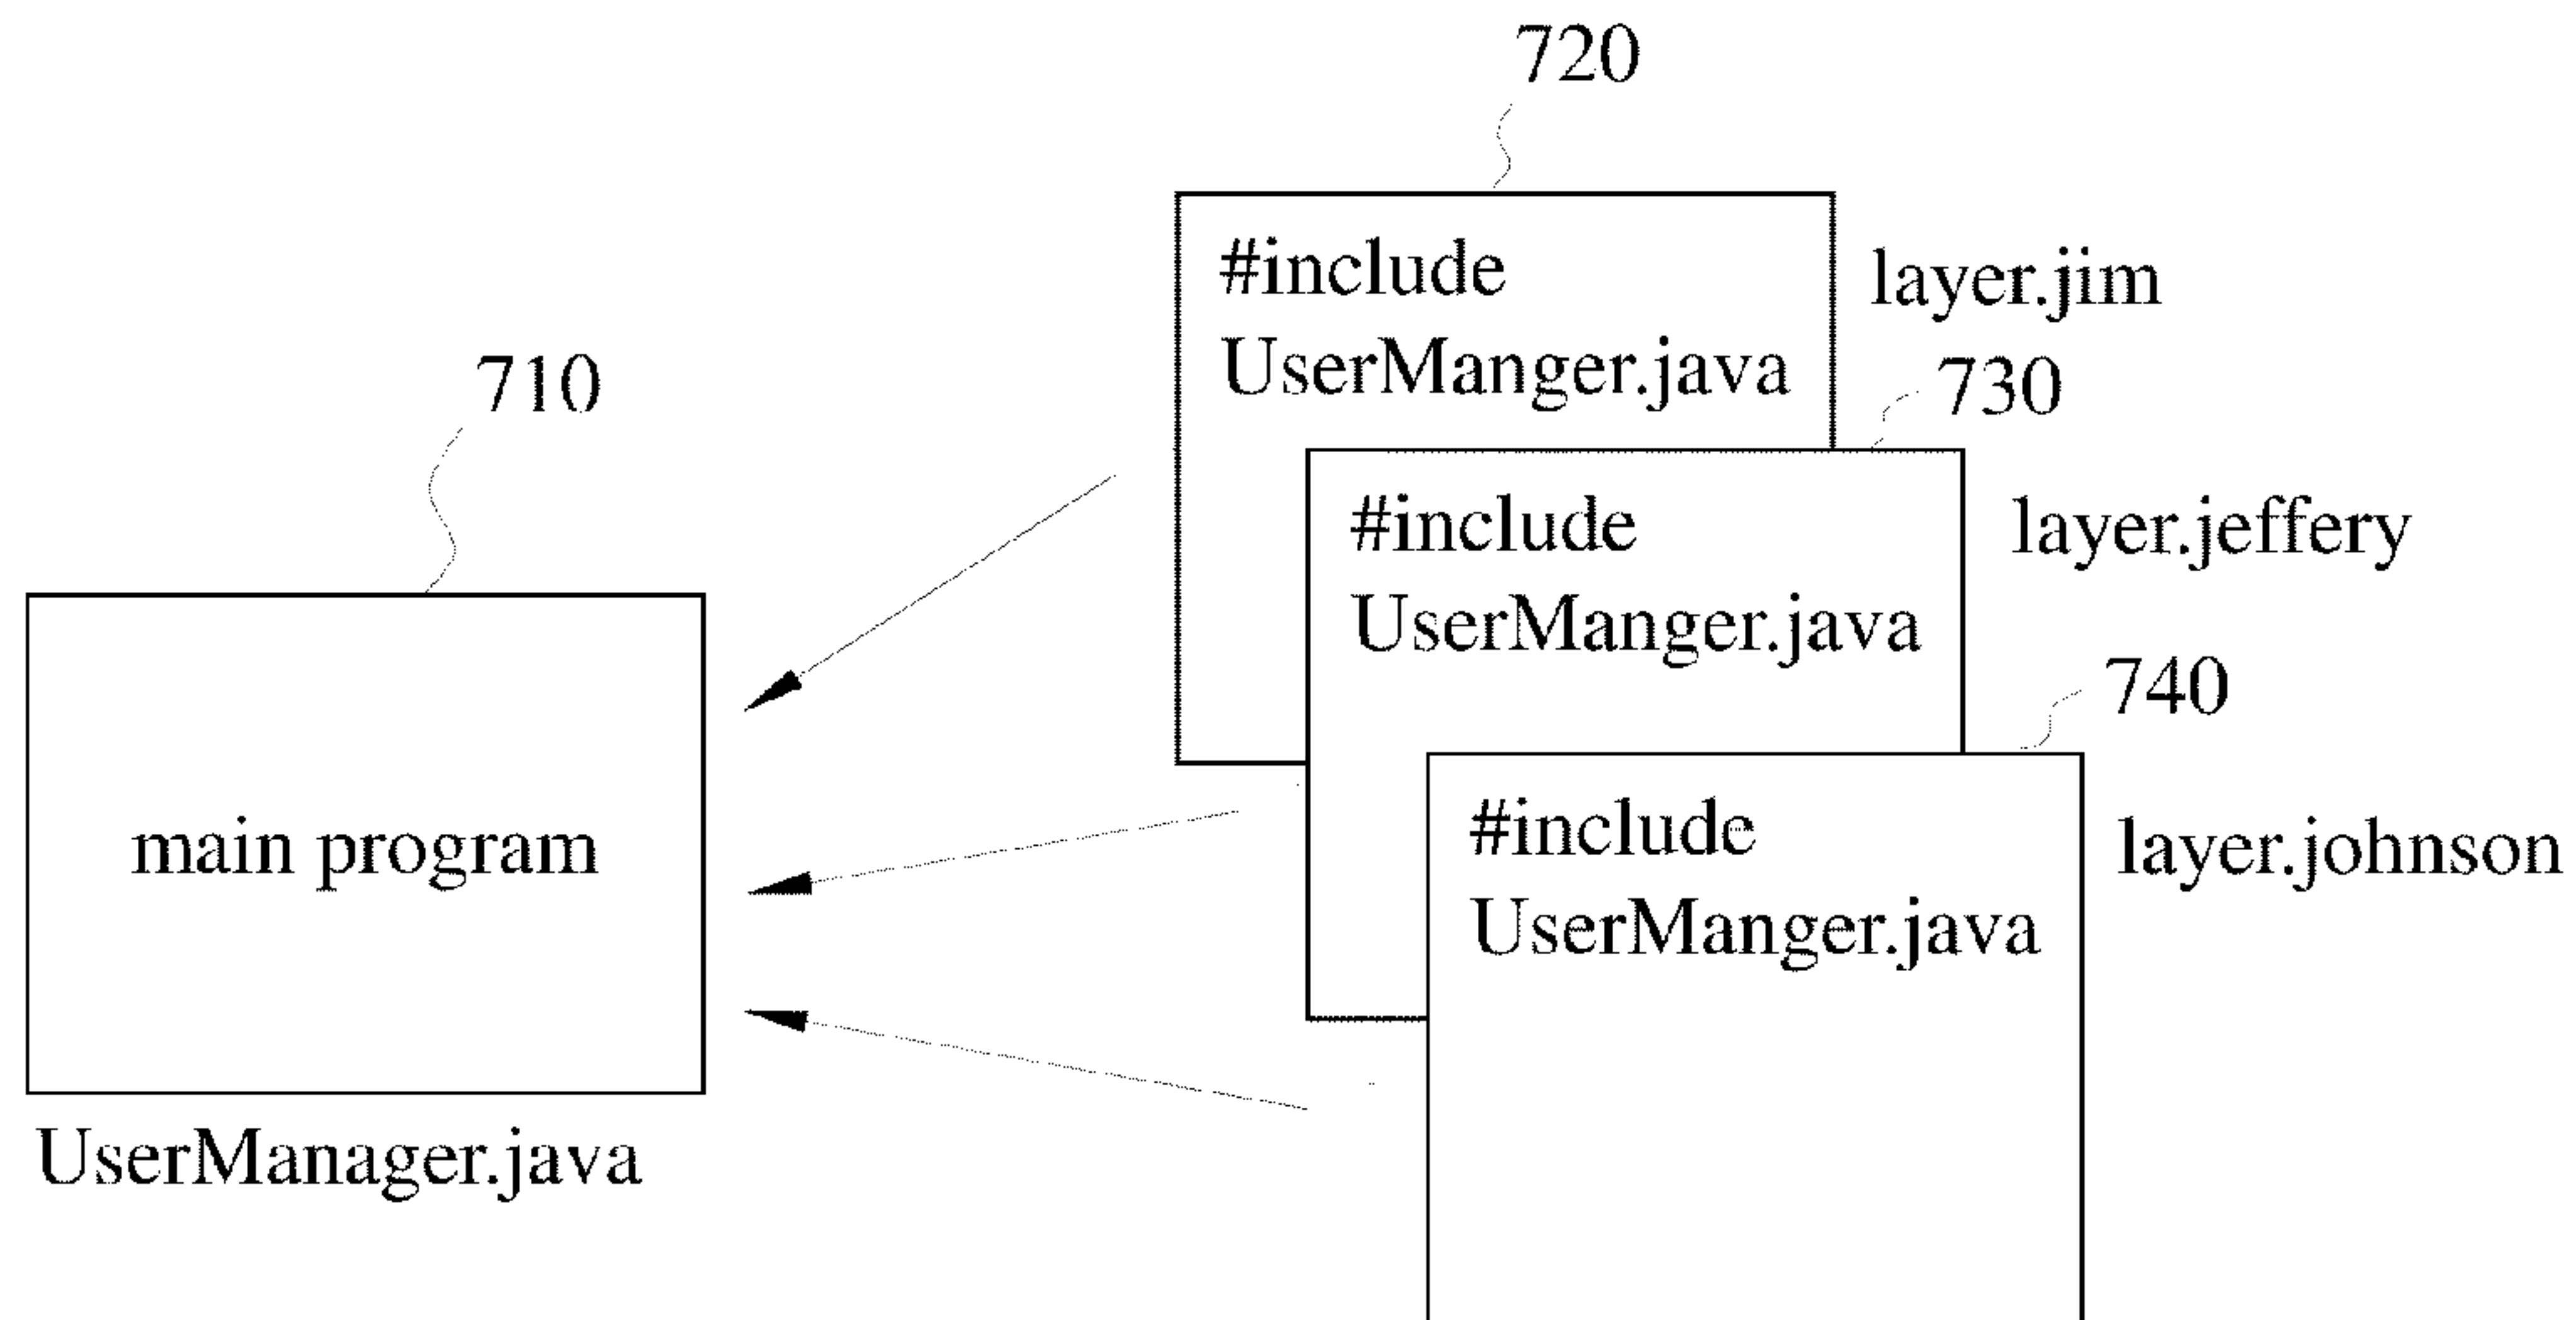 720
#include
UserManger.java
layer.jim
730
#include
UserManger.java
layer.jeffery
740
#include
UserManger.java
layer.johnson
710
main program
UserManager.java